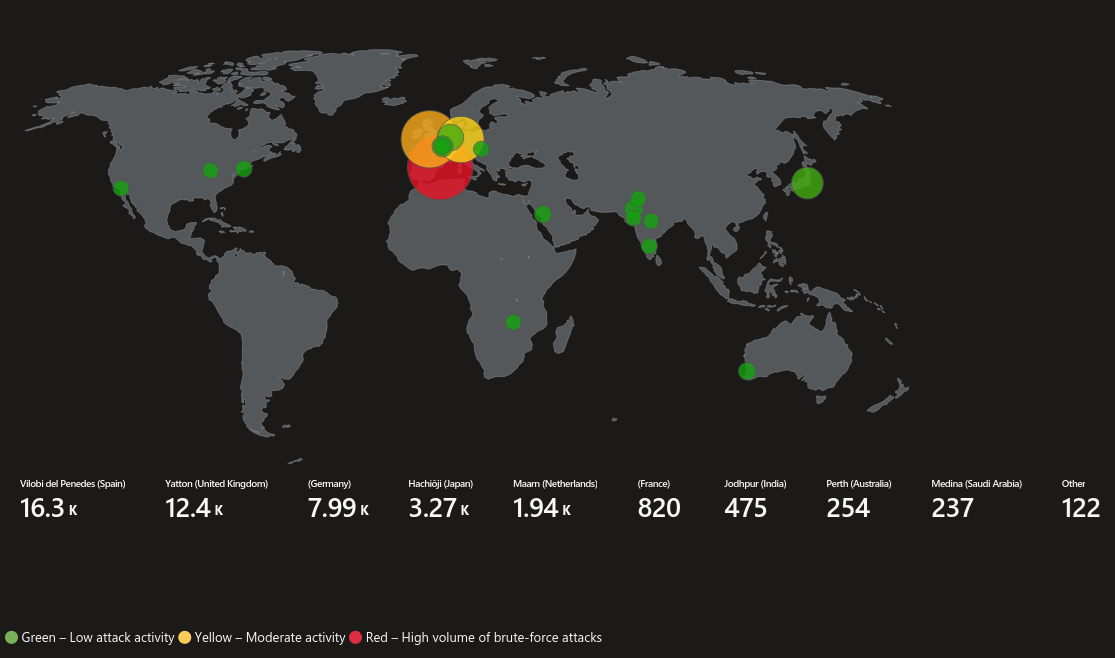 Vilobi del Penedes (Spain) Yatton (United Kingdom) (Germany) Hachiōji (Japan) Maarn (Netherlands) (France) Jodhpur (India) Perth (Australia) Medina (Saudi Arabia) Other
16.3 K 12.4 K 7.99 K 3.27 K 1.94 K 820 475 254 237 122
Green – Low attack activity Yellow – Moderate activity Red – High volume of brute-force attacks